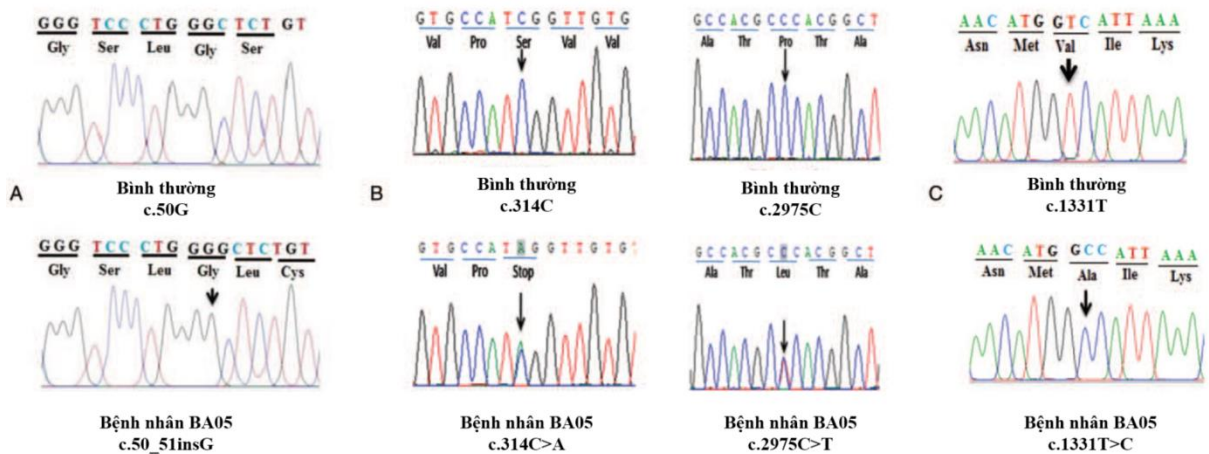 GGG TCC CTG GGC TCT GT
Gly Ser Leu Gly Ser
Bình thường
c.50G
A
GGG TCC CTG GGG CTCTGT
Gly Ser Leu Gly Leu Cys
Bệnh nhân BA05
c.50_51insG
GTGCCATCGGTTGTG
Val Pro Ser Val Val
Bình thường
c.314C
B
GTGCCATAGGTTGTG
Val Pro Stop
Bệnh nhân BA05
c.314C>A
GCCACGCCCACGGCT
Ala Thr Pro Thr Ala
Bình thường
c.2975C
GCCACGCCCACGGCT
Ala Thr Leu Thr Ala
Bệnh nhân BA05
c.2975C>T
AAC ATG GTC ATT AAA
Asn Met Val Ile Lys
Bình thường
c.1331T
C
AAC ATG GCC ATT AAA
Asn Met Ala Ile Lys
Bệnh nhân BA05
c.1331T>C